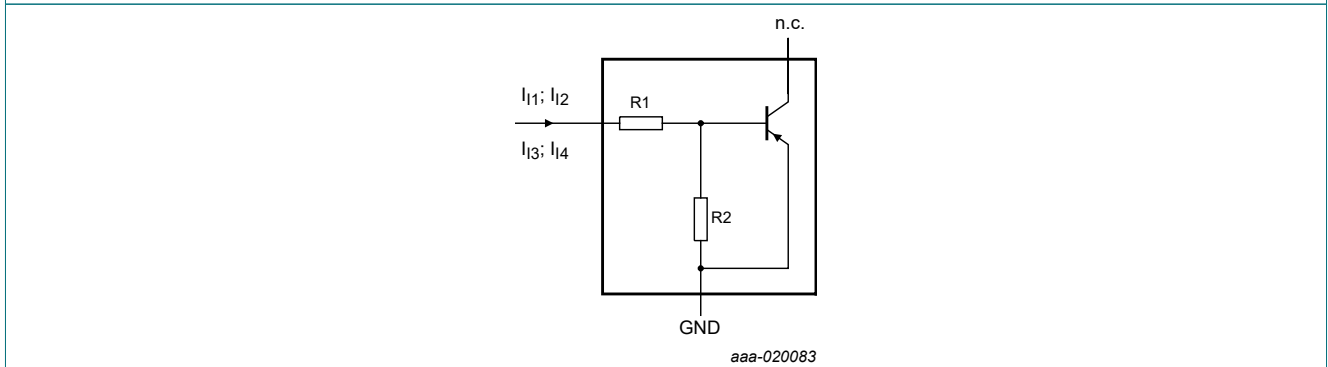 n.c.
I_I1; I_I2
R1
I_I3; I_I4
R2
GND
aaa-020083